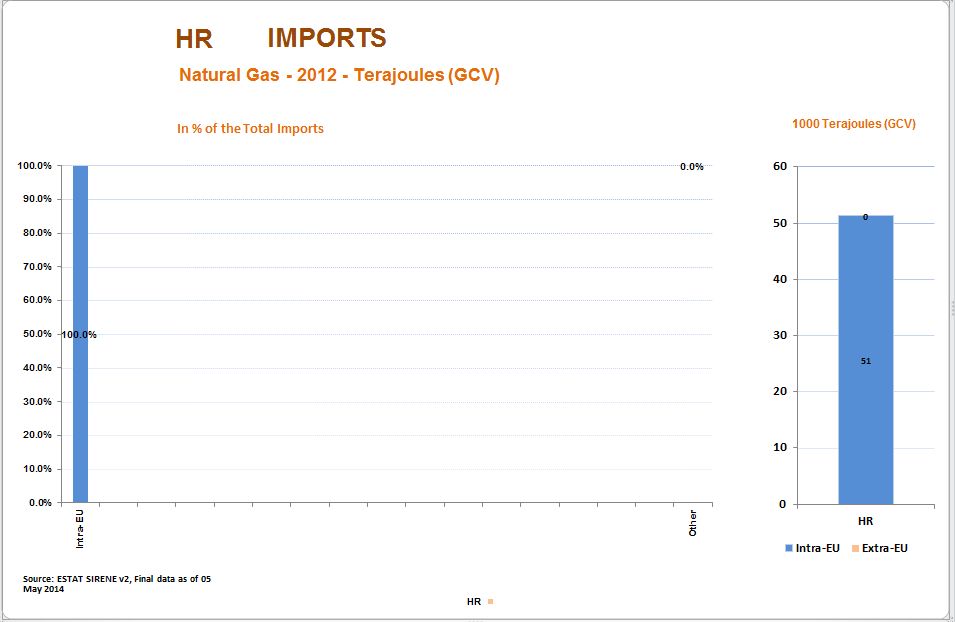 HR IMPORTS
Natural Gas - 2012 - Terajoules (GCV)
In % of the Total Imports
100.0%
90.0%
80.0%
70.0%
60.0%
50.0%
40.0%
30.0%
20.0%
10.0%
0.0%
100.0%
0.0%
Intra-EU
Other
Source: ESTAT SIRENE v2, Final data as of 05
May 2014
HR
1000 Terajoules (GCV)
60
50
40
30
20
10
0
0
51
HR
Intra-EU Extra-EU